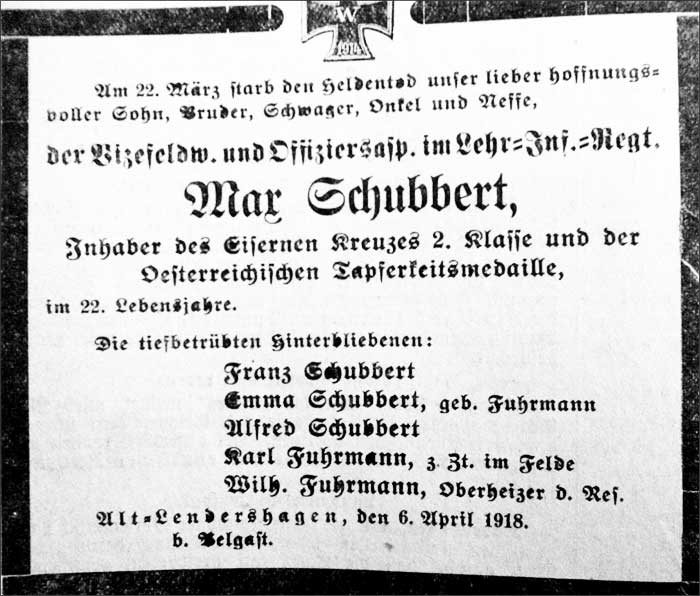 W
1914
Am 22. März starb den Heldentod unser lieber hoffnungs=
voller Sohn, Bruder, Schwager, Onkel und Neffe,
der Vizefeldw. und Offiziersasp. im Lehr=Inf.=Regt.
Max Schubbert,
Inhaber des Eisernen Kreuzes 2. Klasse und der
Oesterreichischen Tapferkeitsmedaille,
im 22. Lebensjahre.
Die tiefbetrübten Hinterbliebenen:
Franz Schubbert
Emma Schubbert, geb. Fuhrmann
Alfred Schubbert
Karl Fuhrmann, z. Zt. im Felde
Wilh. Fuhrmann, Oberheizer d. Res.
Alt=Lendershagen, den 6. April 1918.
b. Velgast.